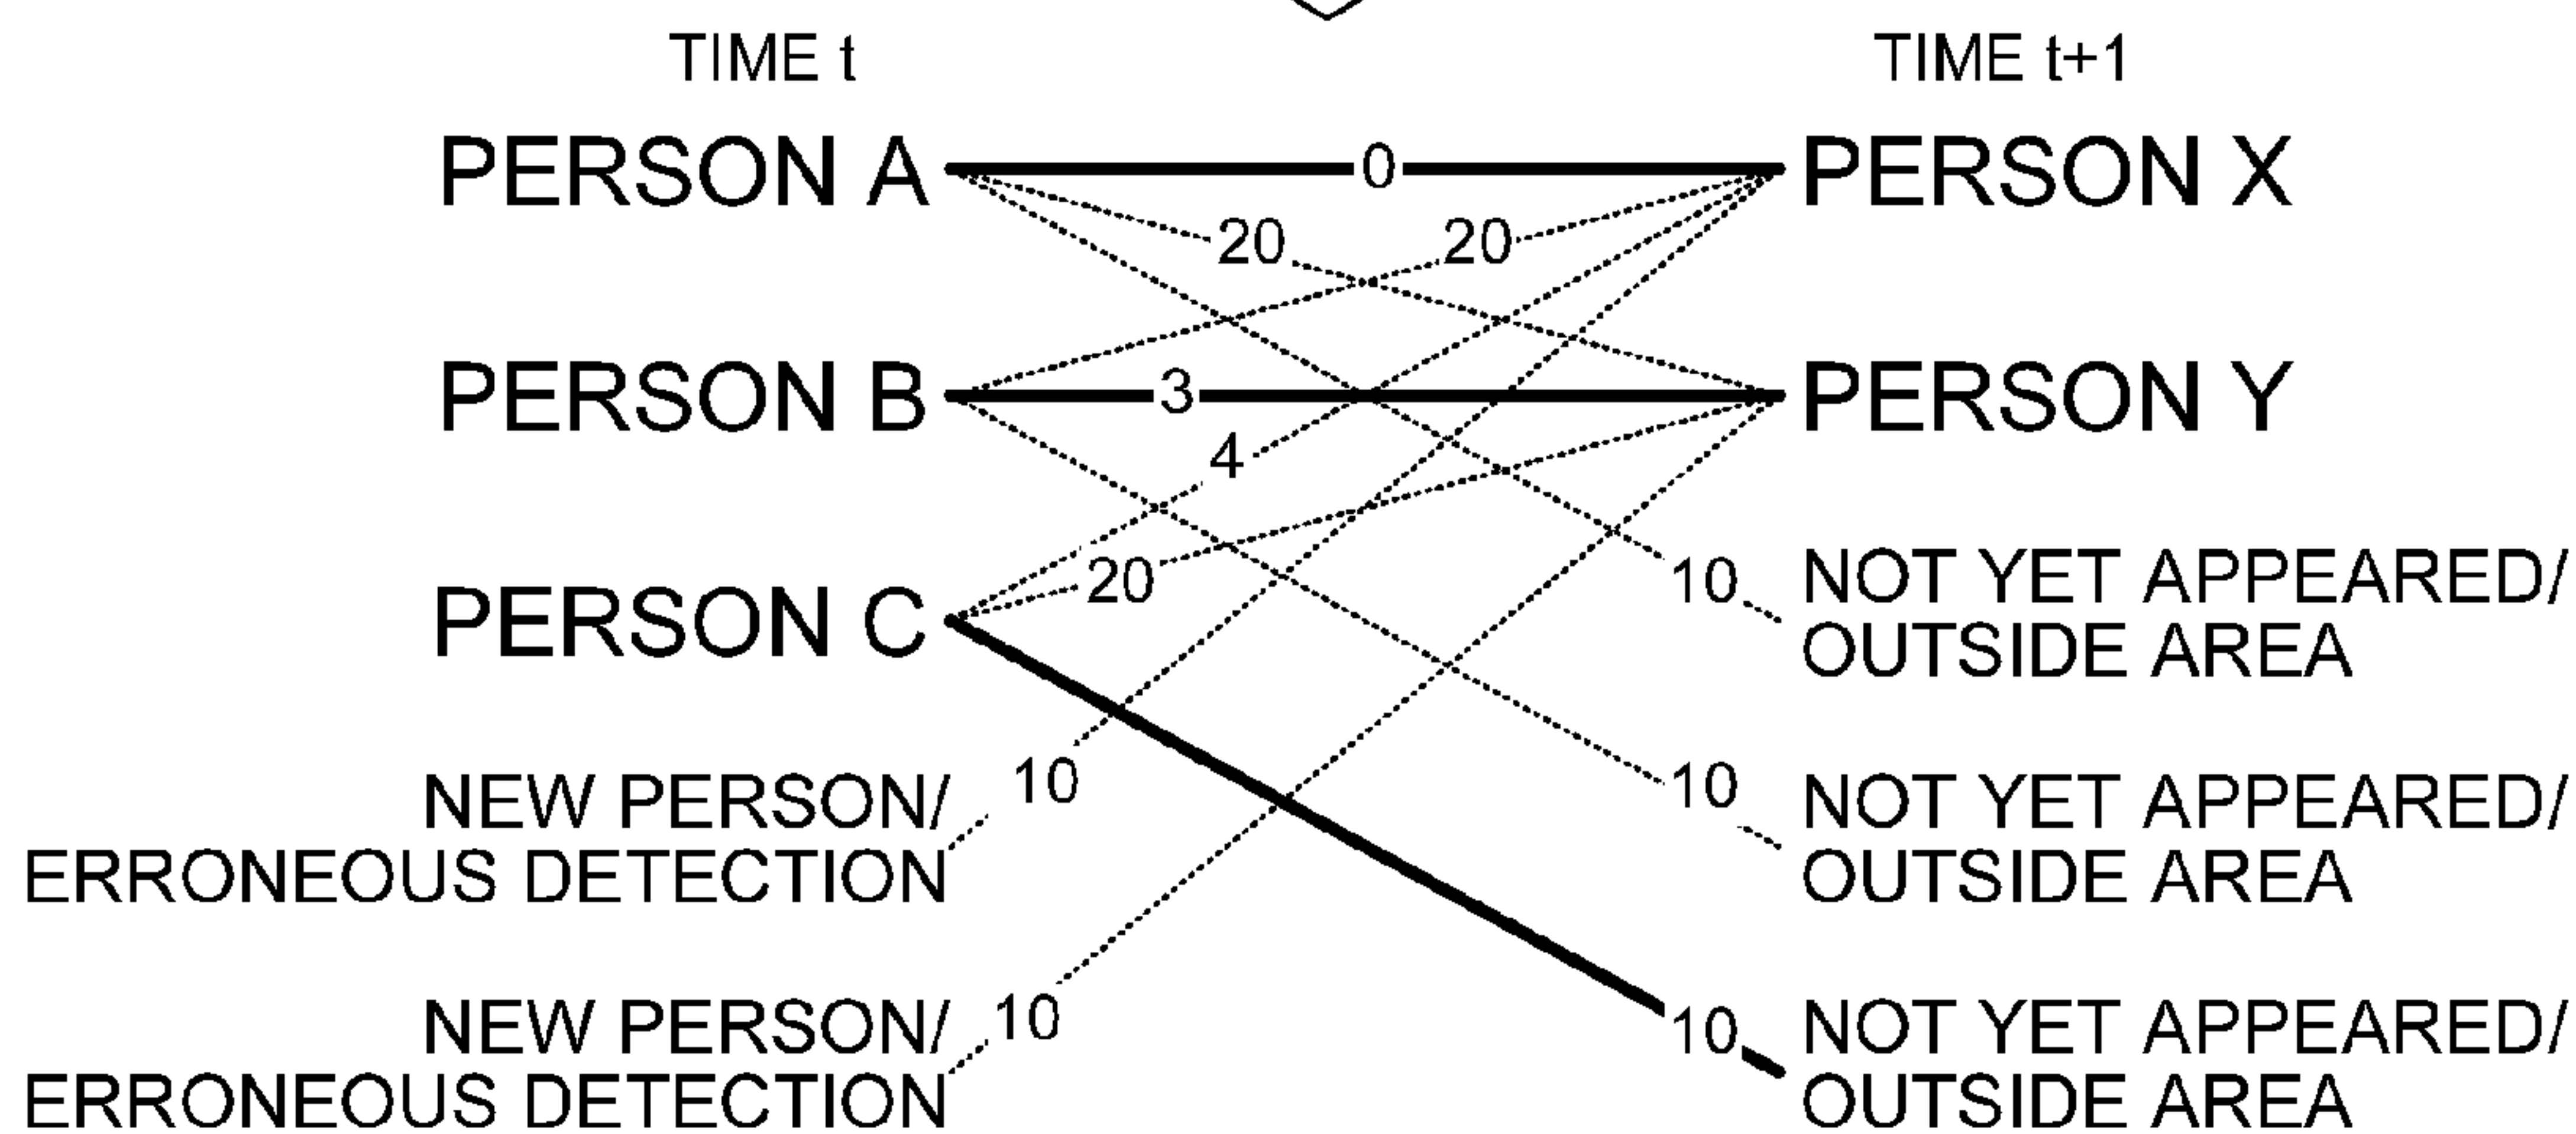 TIME t TIME t+1
PERSON A 0 PERSON X
20 20
PERSON B 3 PERSON Y
4
PERSON C 20 10 NOT YET APPEARED/
OUTSIDE AREA
NEW PERSON/ 10 10 NOT YET APPEARED/
ERRONEOUS DETECTION OUTSIDE AREA
NEW PERSON/ 10 10 NOT YET APPEARED/
ERRONEOUS DETECTION OUTSIDE AREA